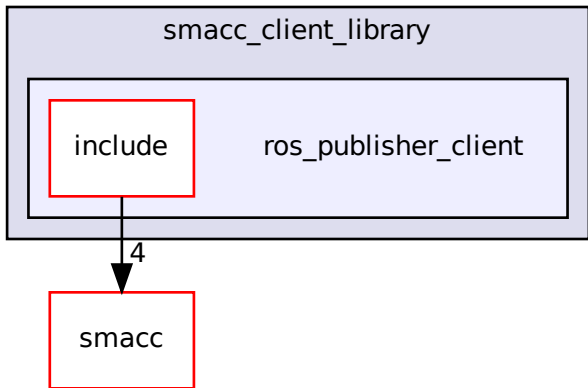 smacc_client_library
include
ros_publisher_client
4
smacc